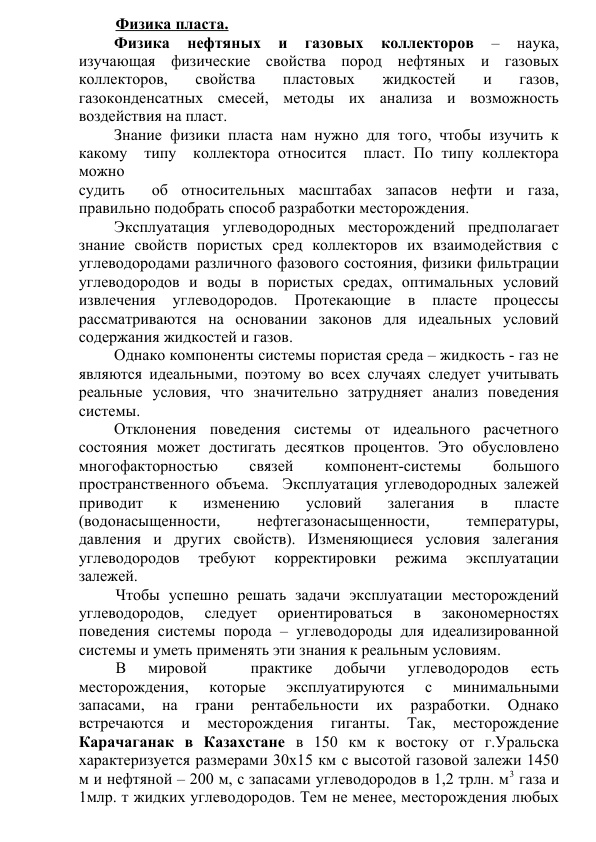 Физика пласта.
Физика нефтяных и газовых коллекторов – наука,
изучающая физические свойства пород нефтяных и газовых
коллекторов, свойства пластовых жидкостей и газов,
газоконденсатных смесей, методы их анализа и возможность
воздействия на пласт.
Знание физики пласта нам нужно для того, чтобы изучить к
какому типу коллектора относится пласт. По типу коллектора
можно
судить об относительных масштабах запасов нефти и газа,
правильно подобрать способ разработки месторождения.
Эксплуатация углеводородных месторождений предполагает
знание свойств пористых сред коллекторов их взаимодействия с
углеводородами различного фазового состояния, физики фильтрации
углеводородов и воды в пористых средах, оптимальных условий
извлечения углеводородов. Протекающие в пласте процессы
рассматриваются на основании законов для идеальных условий
содержания жидкостей и газов.
Однако компоненты системы пористая среда – жидкость - газ не
являются идеальными, поэтому во всех случаях следует учитывать
реальные условия, что значительно затрудняет анализ поведения
системы.
Отклонения поведения системы от идеального расчетного
состояния может достигать десятков процентов. Это обусловлено
многофакторностью связей компонент-системы большого
пространственного объема. Эксплуатация углеводородных залежей
приводит к изменению условий залегания в пласте
(водонасыщенности, нефтегазонасыщенности, температуры,
давления и других свойств). Изменяющиеся условия залегания
углеводородов требуют корректировки режима эксплуатации
залежей.
Чтобы успешно решать задачи эксплуатации месторождений
углеводородов, следует ориентироваться в закономерностях
поведения системы порода – углеводороды для идеализированной
системы и уметь применять эти знания к реальным условиям.
В мировой практике добычи углеводородов есть
месторождения, которые эксплуатируются с минимальными
запасами, на грани рентабельности их разработки. Однако
встречаются и месторождения гиганты. Так, месторождение
Карачаганак в Казахстане в 150 км к востоку от г.Уральска
характеризуется размерами 30х15 км с высотой газовой залежи 1450
м и нефтяной – 200 м, с запасами углеводородов в 1,2 трлн. м³ газа и
1млр. т жидких углеводородов. Тем не менее, месторождения любых